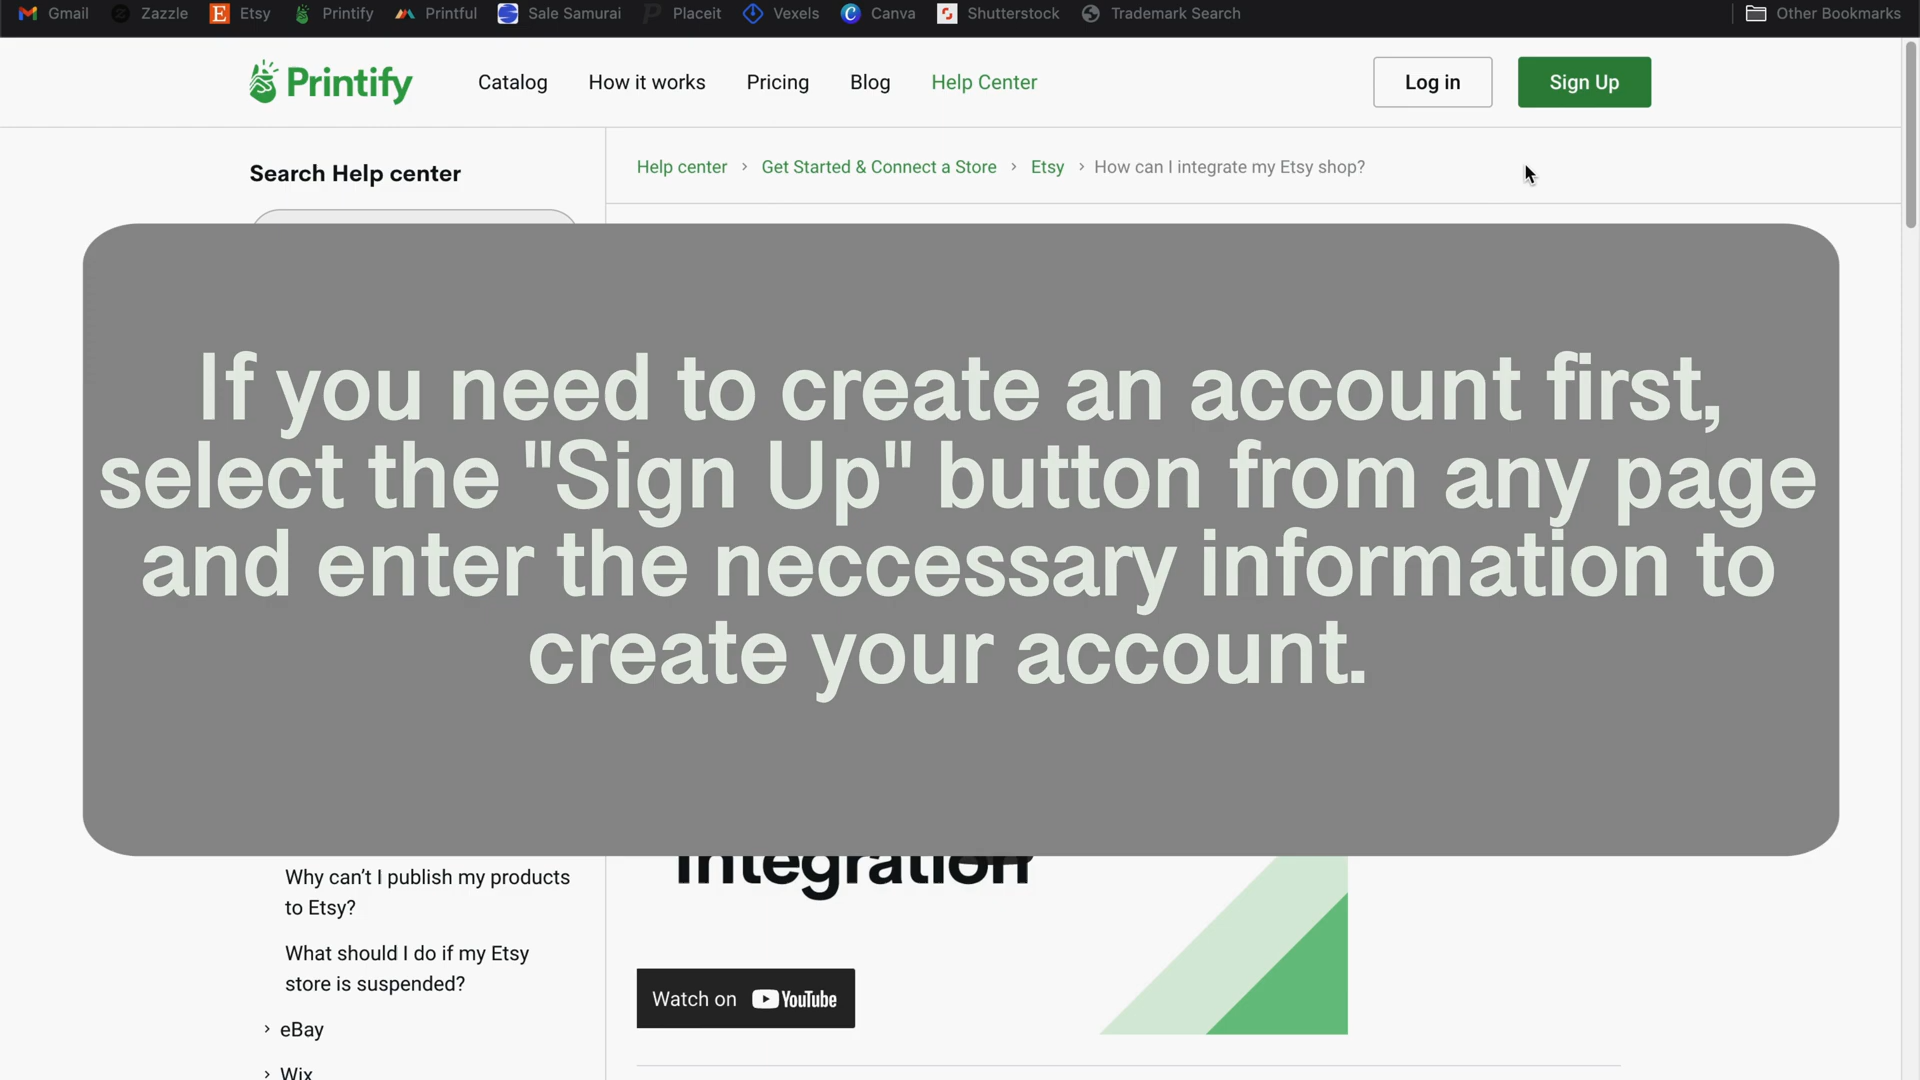 Gmail Zazzle Etsy Printify Printful Sale Samurai Placeit Vexels Canva Shutterstock Trademark Search Other Bookmarks
Printify Catalog How it works Pricing Blog Help Center Log in Sign Up
Search Help center
Help center › Get Started & Connect a Store › Etsy › How can I integrate my Etsy shop?
If you need to create an account first,
select the "Sign Up" button from any page
and enter the neccessary information to
create your account.
Integration
Why can't I publish my products
to Etsy?
What should I do if my Etsy
store is suspended?
Watch on YouTube
› eBay
› Wix